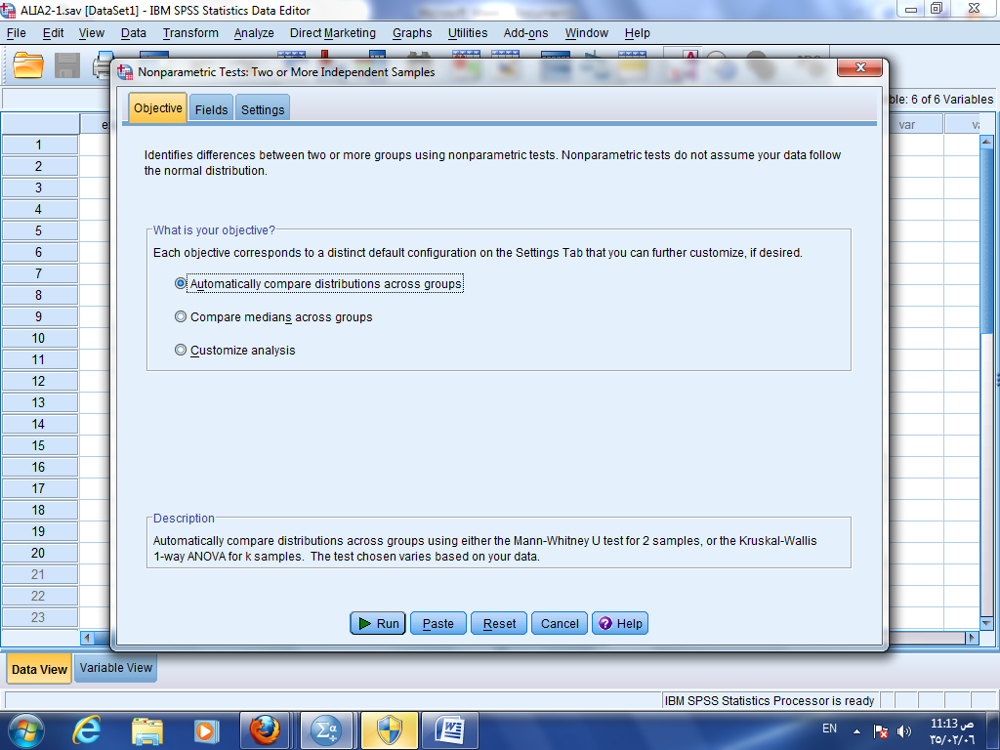 ALIA2-1.sav [DataSet1] - IBM SPSS Statistics Data Editor
File Edit View Data Transform Analyze Direct Marketing Graphs Utilities Add-ons Window Help
Nonparametric Tests: Two or More Independent Samples
ble: 6 of 6 Variables
Objective Fields Settings
var
1
2
3
4
5
6
7
8
9
10
11
12
13
14
15
16
17
18
19
20
21
22
23
Identifies differences between two or more groups using nonparametric tests. Nonparametric tests do not assume your data follow
the normal distribution.
What is your objective?
Each objective corresponds to a distinct default configuration on the Settings Tab that you can further customize, if desired.
Automatically compare distributions across groups
Compare medians across groups
Customize analysis
Description
Automatically compare distributions across groups using either the Mann-Whitney U test for 2 samples, or the Kruskal-Wallis
1-way ANOVA for k samples. The test chosen varies based on your data.
Run Paste Reset Cancel Help
Data View Variable View
IBM SPSS Statistics Processor is ready
EN
11:13 ص
٣٥/٠٢/٠٦